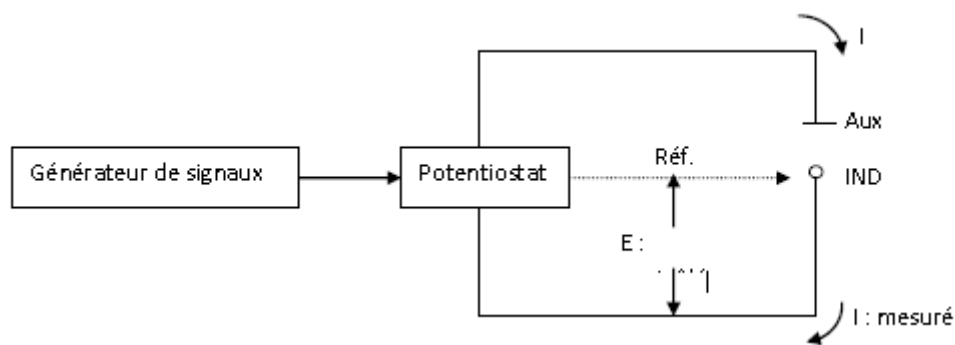 I
Aux
Générateur de signaux
Potentiostat
Réf.
IND
E :
I : mesuré